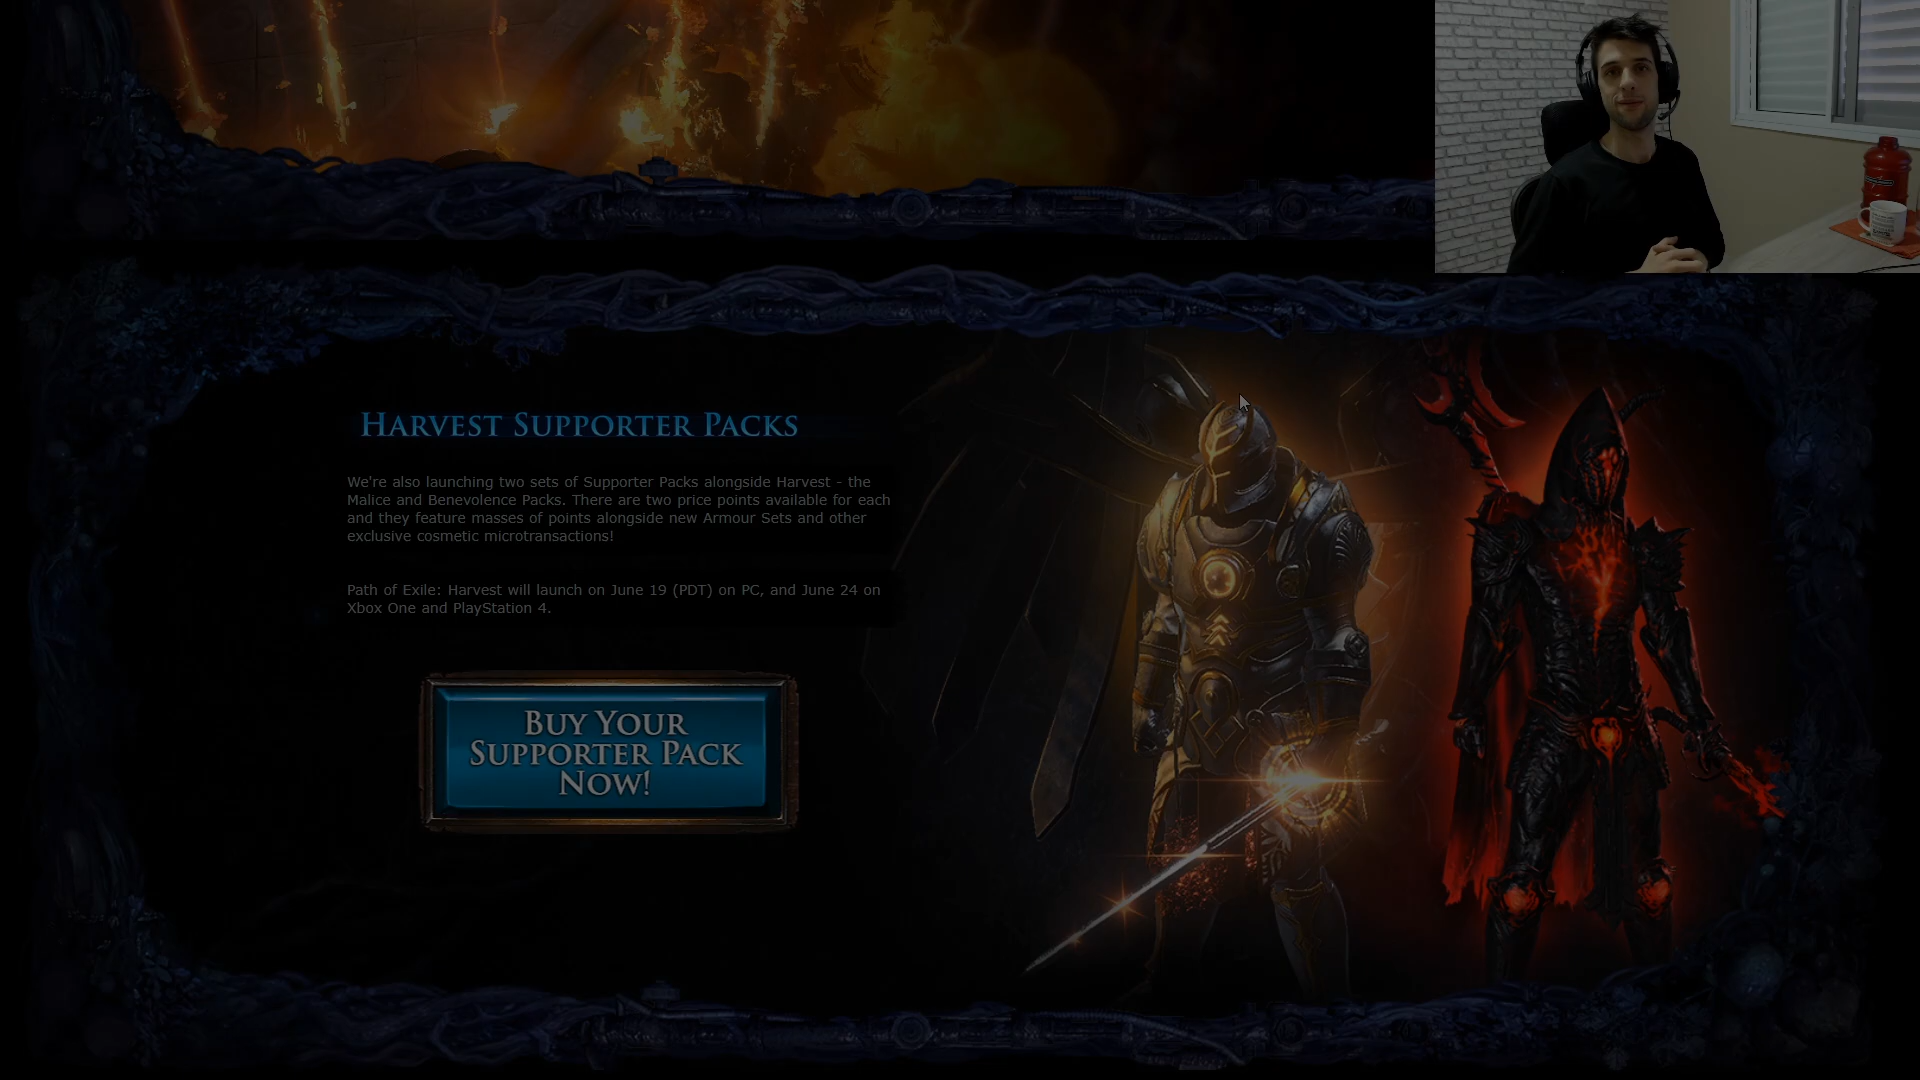 Harvest Supporter Packs
We're also launching two sets of Supporter Packs alongside Harvest - the
Malice and Benevolence Packs. There are two price points available for each
and they feature masses of points alongside new Armour Sets and other
exclusive cosmetic microtransactions!
Path of Exile: Harvest will launch on June 19 (PDT) on PC, and June 24 on
Xbox One and PlayStation 4.
Buy Your
Supporter Pack
Now!